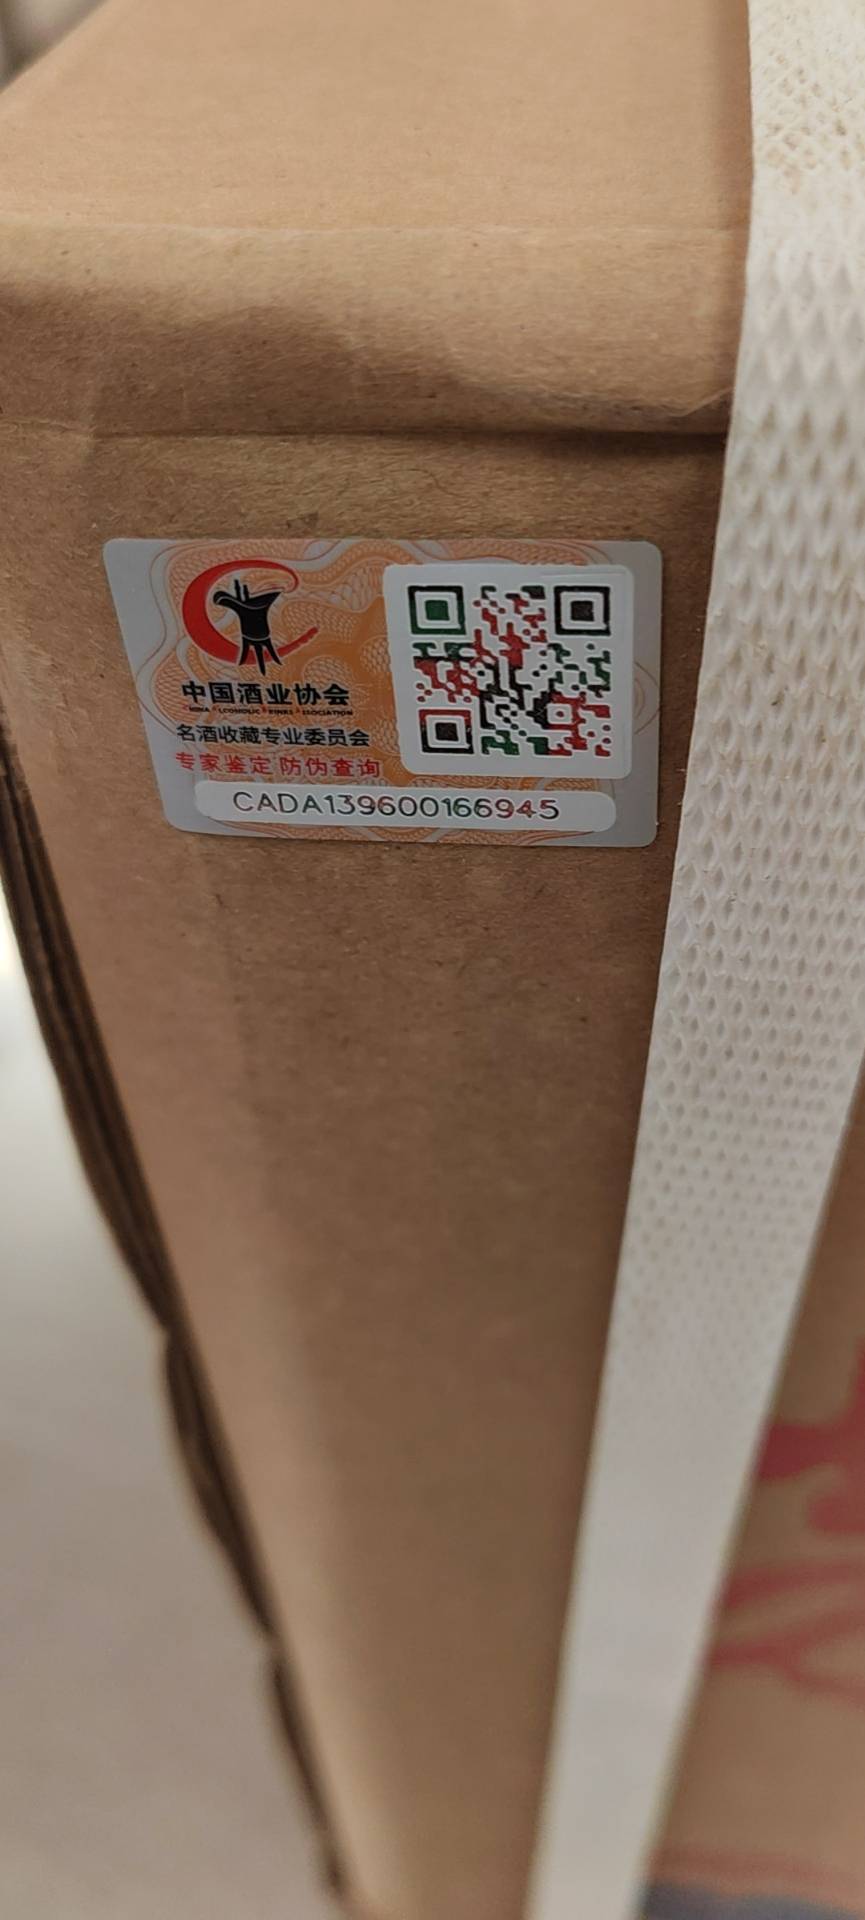 中国酒业协会
名酒收藏专业委员会
专家鉴定 防伪查询
CADA139600166945